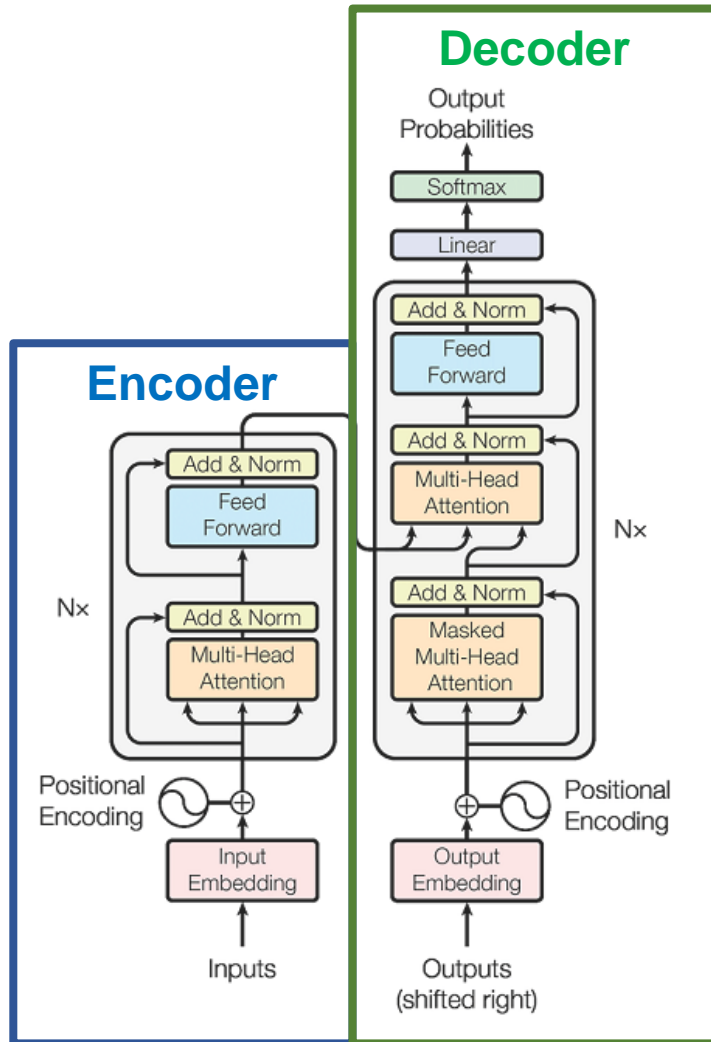 Decoder
Output
Probabilities
Softmax
Linear
Add & Norm
Feed
Forward
Add & Norm
Multi-Head
Attention
N×
Add & Norm
Masked
Multi-Head
Attention
Positional
Encoding
Output
Embedding
Outputs
(shifted right)
Encoder
Add & Norm
Feed
Forward
N×
Add & Norm
Multi-Head
Attention
Positional
Encoding
Input
Embedding
Inputs